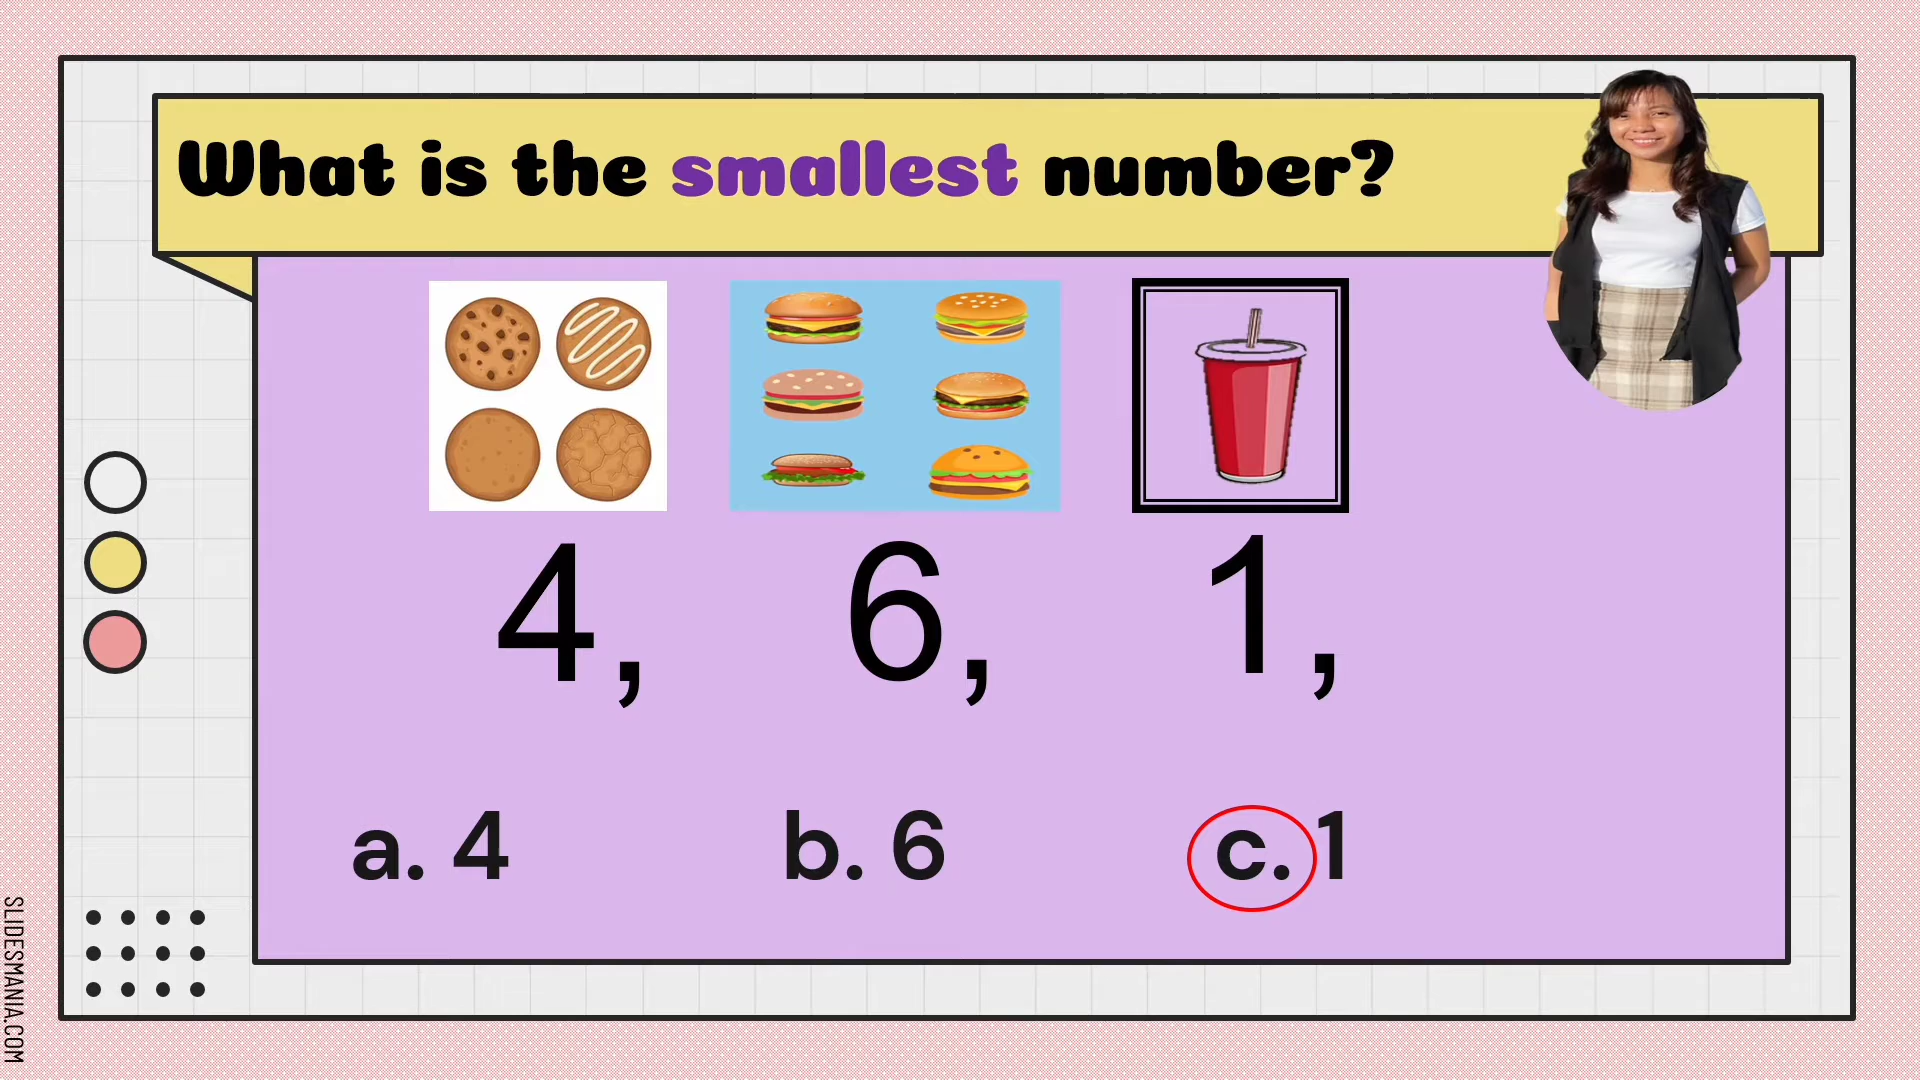 What is the smallest number?
4, 6, 1,
a. 4 b. 6 c. 1
SLIDESMANIA.COM